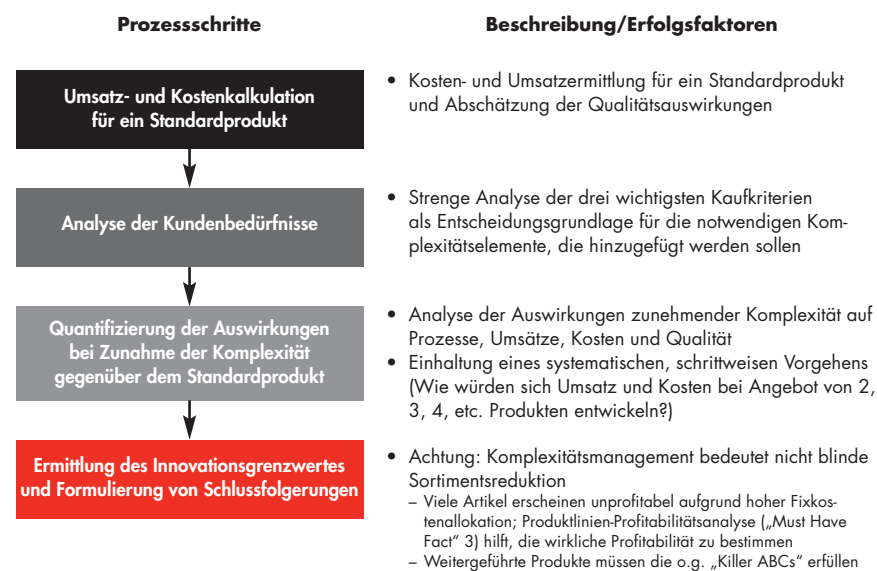 Prozessschritte
Beschreibung/Erfolgsfaktoren
Umsatz- und Kostenkalkulation
für ein Standardprodukt
• Kosten- und Umsatzermittlung für ein Standardprodukt
und Abschätzung der Qualitätsauswirkungen
Analyse der Kundenbedürfnisse
• Strenge Analyse der drei wichtigsten Kaufkriterien
als Entscheidungsgrundlage für die notwendigen Kom-
plexitätselemente, die hinzugefügt werden sollen
Quantifizierung der Auswirkungen
bei Zunahme der Komplexität
gegenüber dem Standardprodukt
• Analyse der Auswirkungen zunehmender Komplexität auf
Prozesse, Umsätze, Kosten und Qualität
• Einhaltung eines systematischen, schrittweisen Vorgehens
(Wie würden sich Umsatz und Kosten bei Angebot von 2,
3, 4, etc. Produkten entwickeln?)
Ermittlung des Innovationsgrenzwertes
und Formulierung von Schlussfolgerungen
• Achtung: Komplexitätsmanagement bedeutet nicht blinde
Sortimentsreduktion
– Viele Artikel erscheinen unprofitabel aufgrund hoher Fixkos-
tenallokation; Produktlinien-Profitabilitätsanalyse („Must Have
Fact“ 3) hilft, die wirkliche Profitabilität zu bestimmen
– Weitergeführte Produkte müssen die o.g. „Killer ABCs“ erfüllen